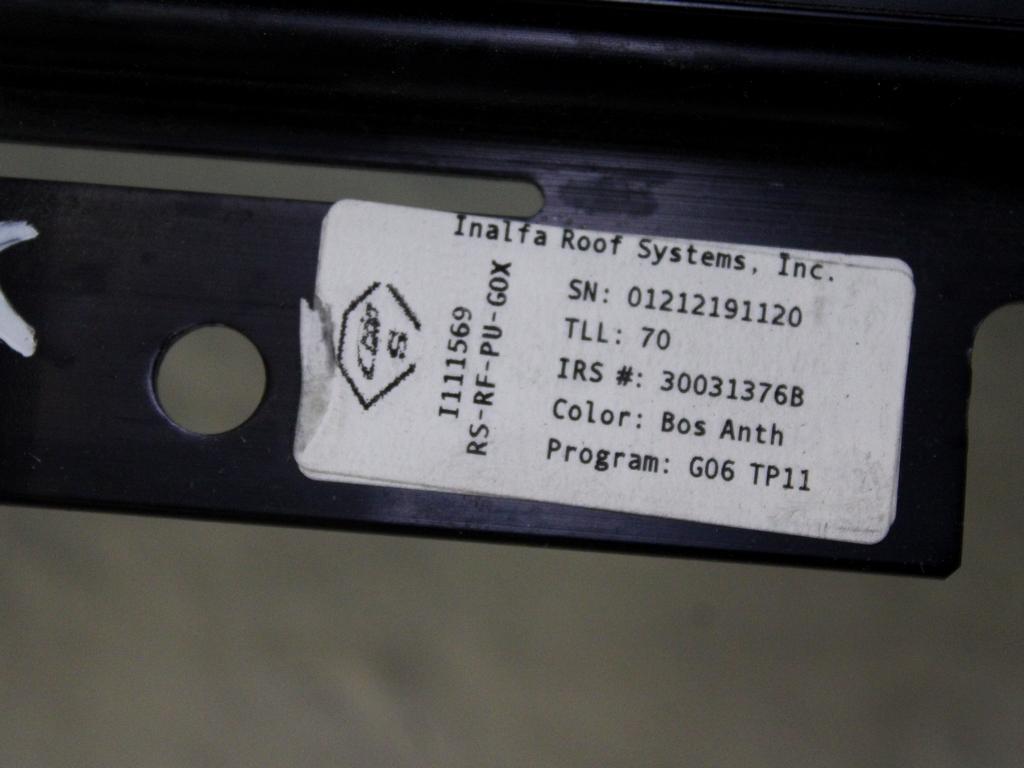 Inalfa Roof Systems, Inc.
SN: 01212191120
TLL: 70
IRS #: 30031376B
Color: Bos Anth
Program: G06 TP11
I111569
RS-RF-PU-GOX